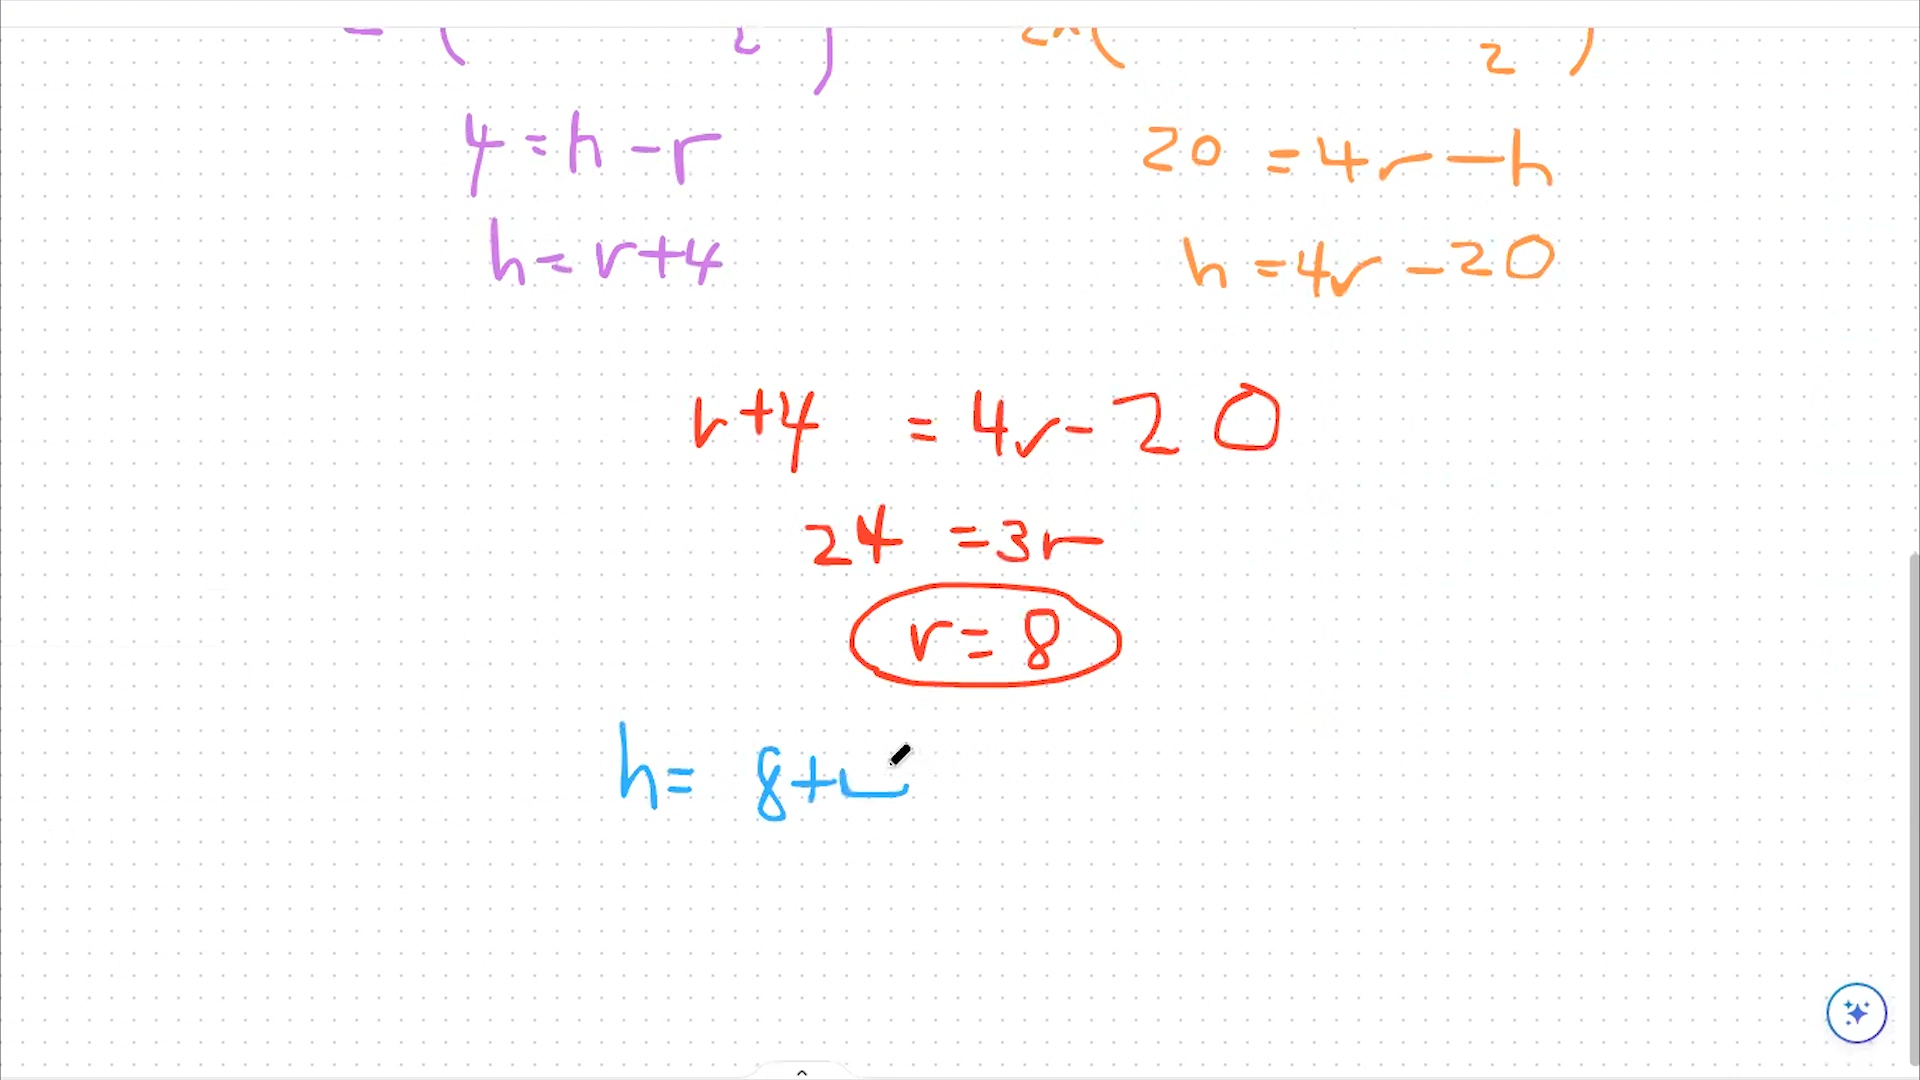 4 = h - r
20 = 4r - h
h = r + 4
h = 4r - 20
r + 4 = 4r - 20
24 = 3r
r = 8
h = 8 +